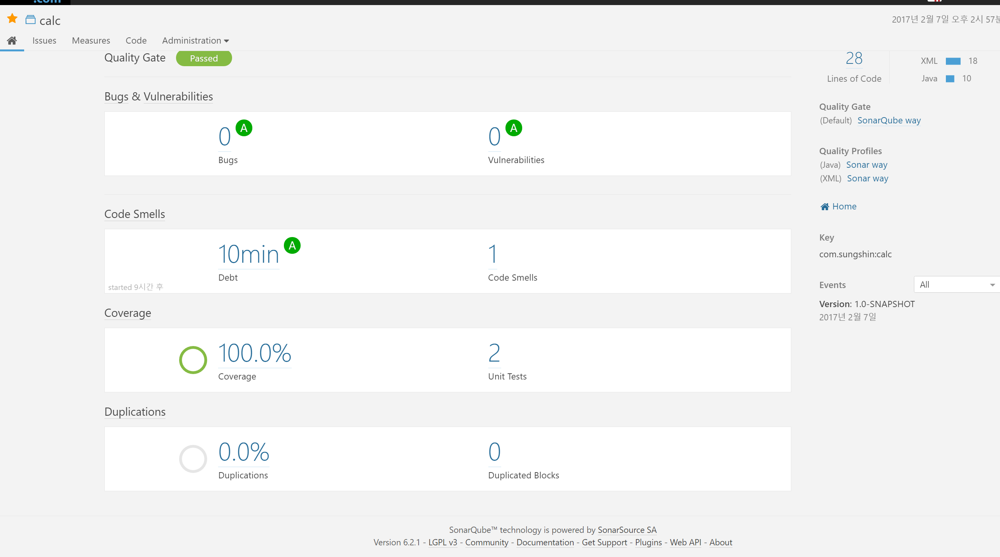 .com
calc
2017년 2월 7일 오후 2시 57분
Issues Measures Code Administration
Quality Gate Passed
28
Lines of Code
XML 18
Java 10
Bugs & Vulnerabilities
0 A
Bugs
0 A
Vulnerabilities
Code Smells
10min A
Debt
1
Code Smells
started 9시간 후
Coverage
100.0%
Coverage
2
Unit Tests
Duplications
0.0%
Duplications
0
Duplicated Blocks
Quality Gate
(Default) SonarQube way
Quality Profiles
(Java) Sonar way
(XML) Sonar way
Home
Key
com.sungshin:calc
Events All
Version: 1.0-SNAPSHOT
2017년 2월 7일
SonarQube™ technology is powered by SonarSource SA
Version 6.2.1 - LGPL v3 - Community - Documentation - Get Support - Plugins - Web API - About